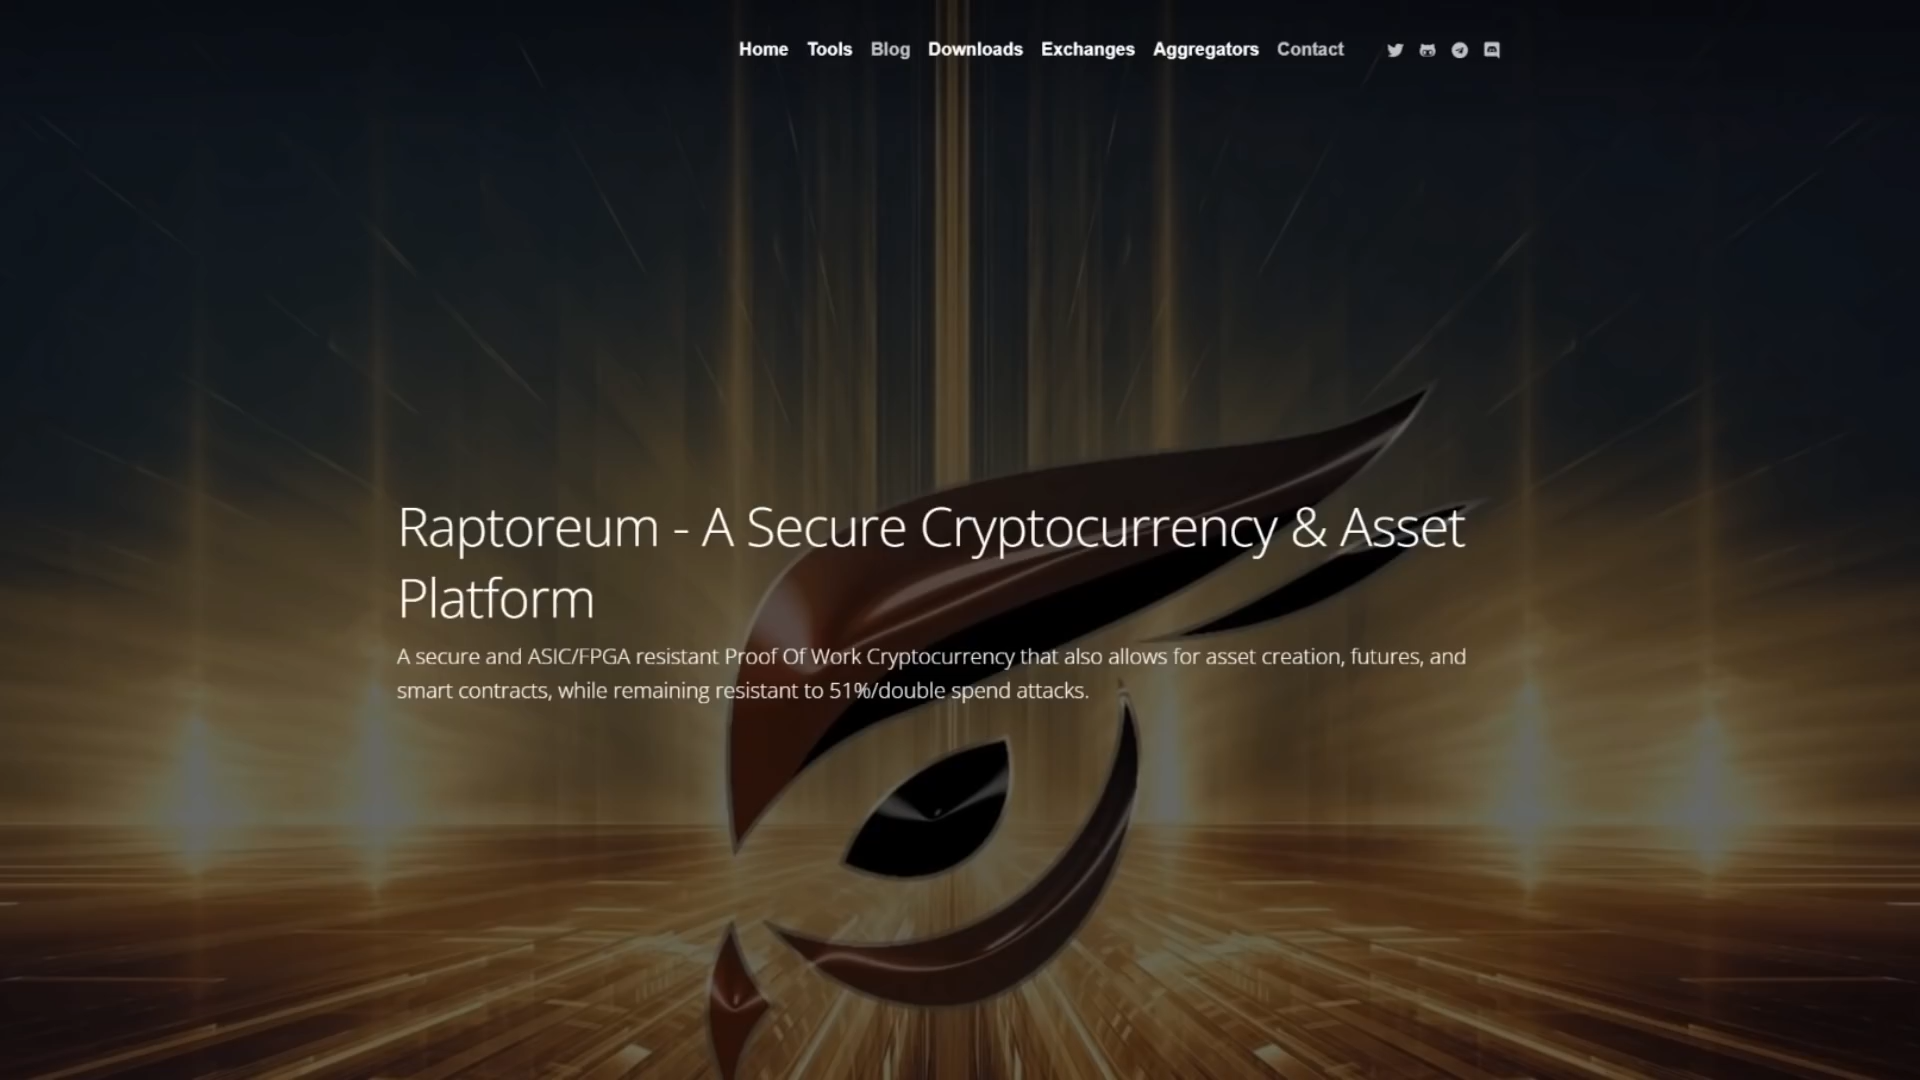 Home Tools Blog Downloads Exchanges Aggregators Contact
Raptoreum - A Secure Cryptocurrency & Asset
Platform
A secure and ASIC/FPGA resistant Proof Of Work Cryptocurrency that also allows for asset creation, futures, and
smart contracts, while remaining resistant to 51%/double spend attacks.